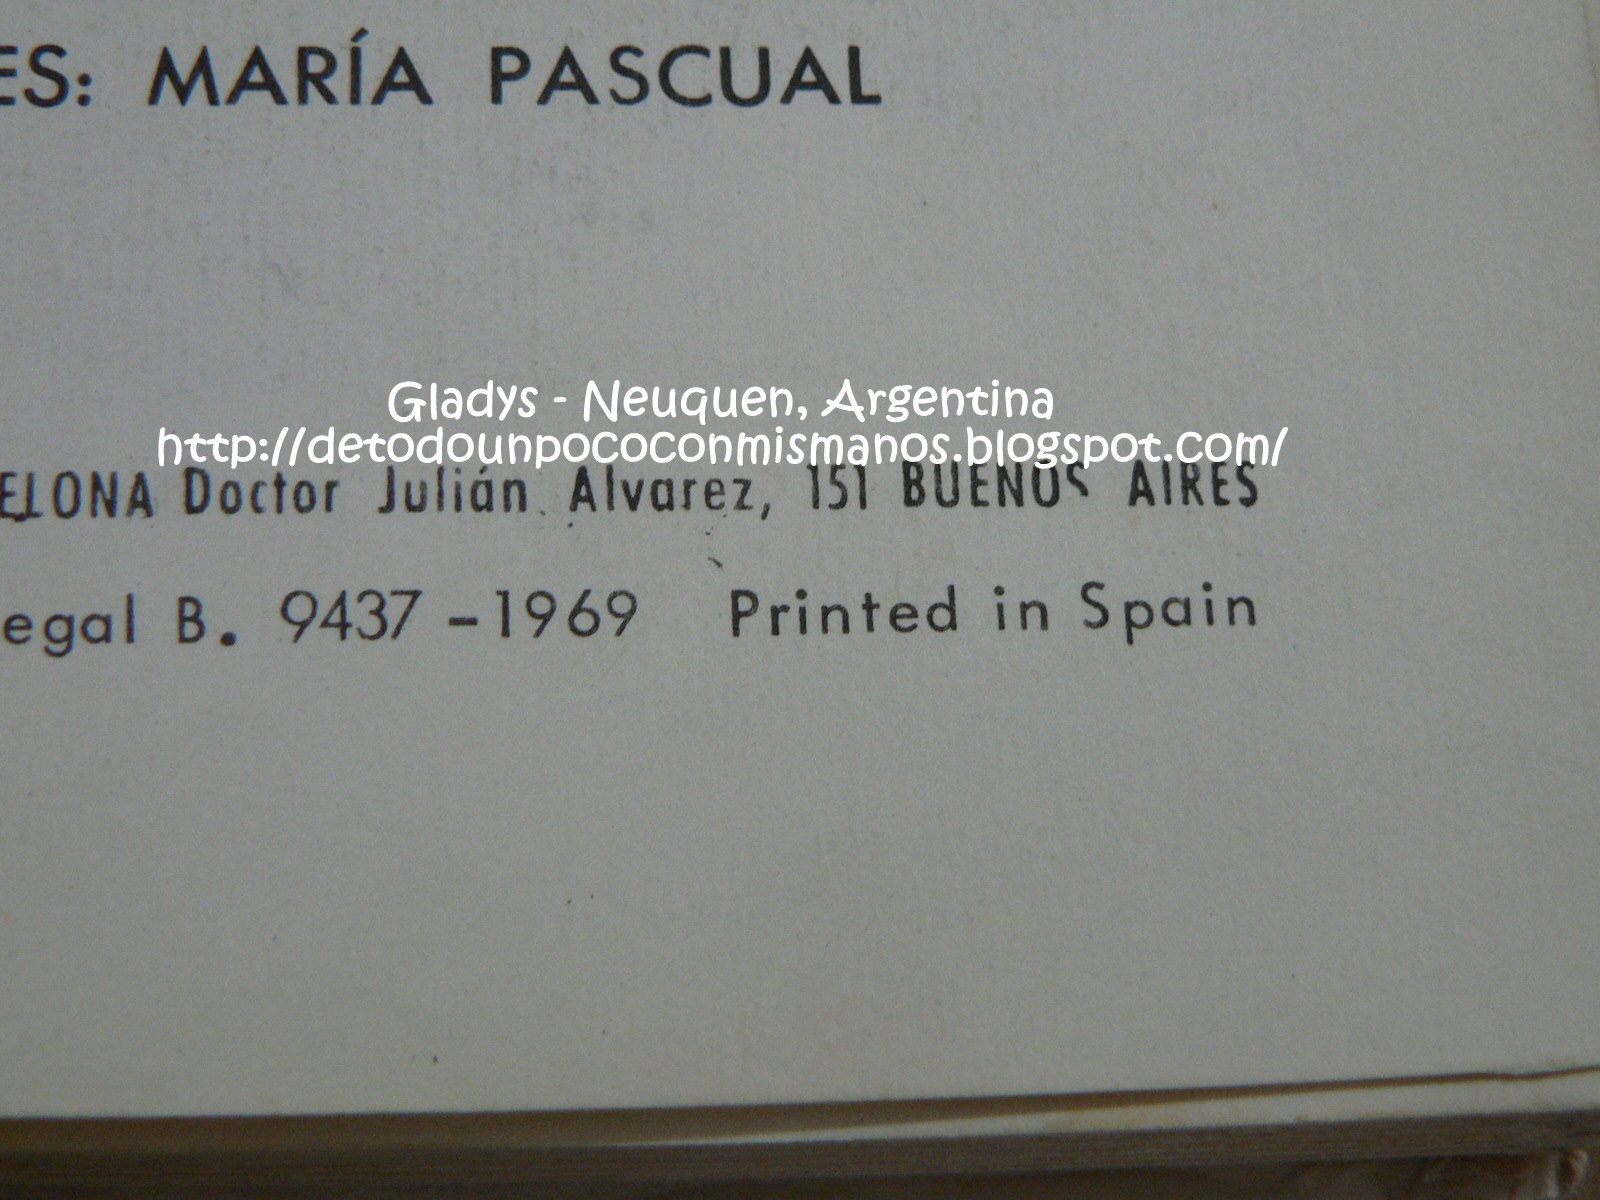 ES: MARÍA PASCUAL
Gladys - Neuquen, Argentina
http://detodounpococonmismanos.blogspot.com/
ELONA Doctor Julián Alvarez, 151 BUENOS AIRES
egal B. 9437 - 1969 Printed in Spain